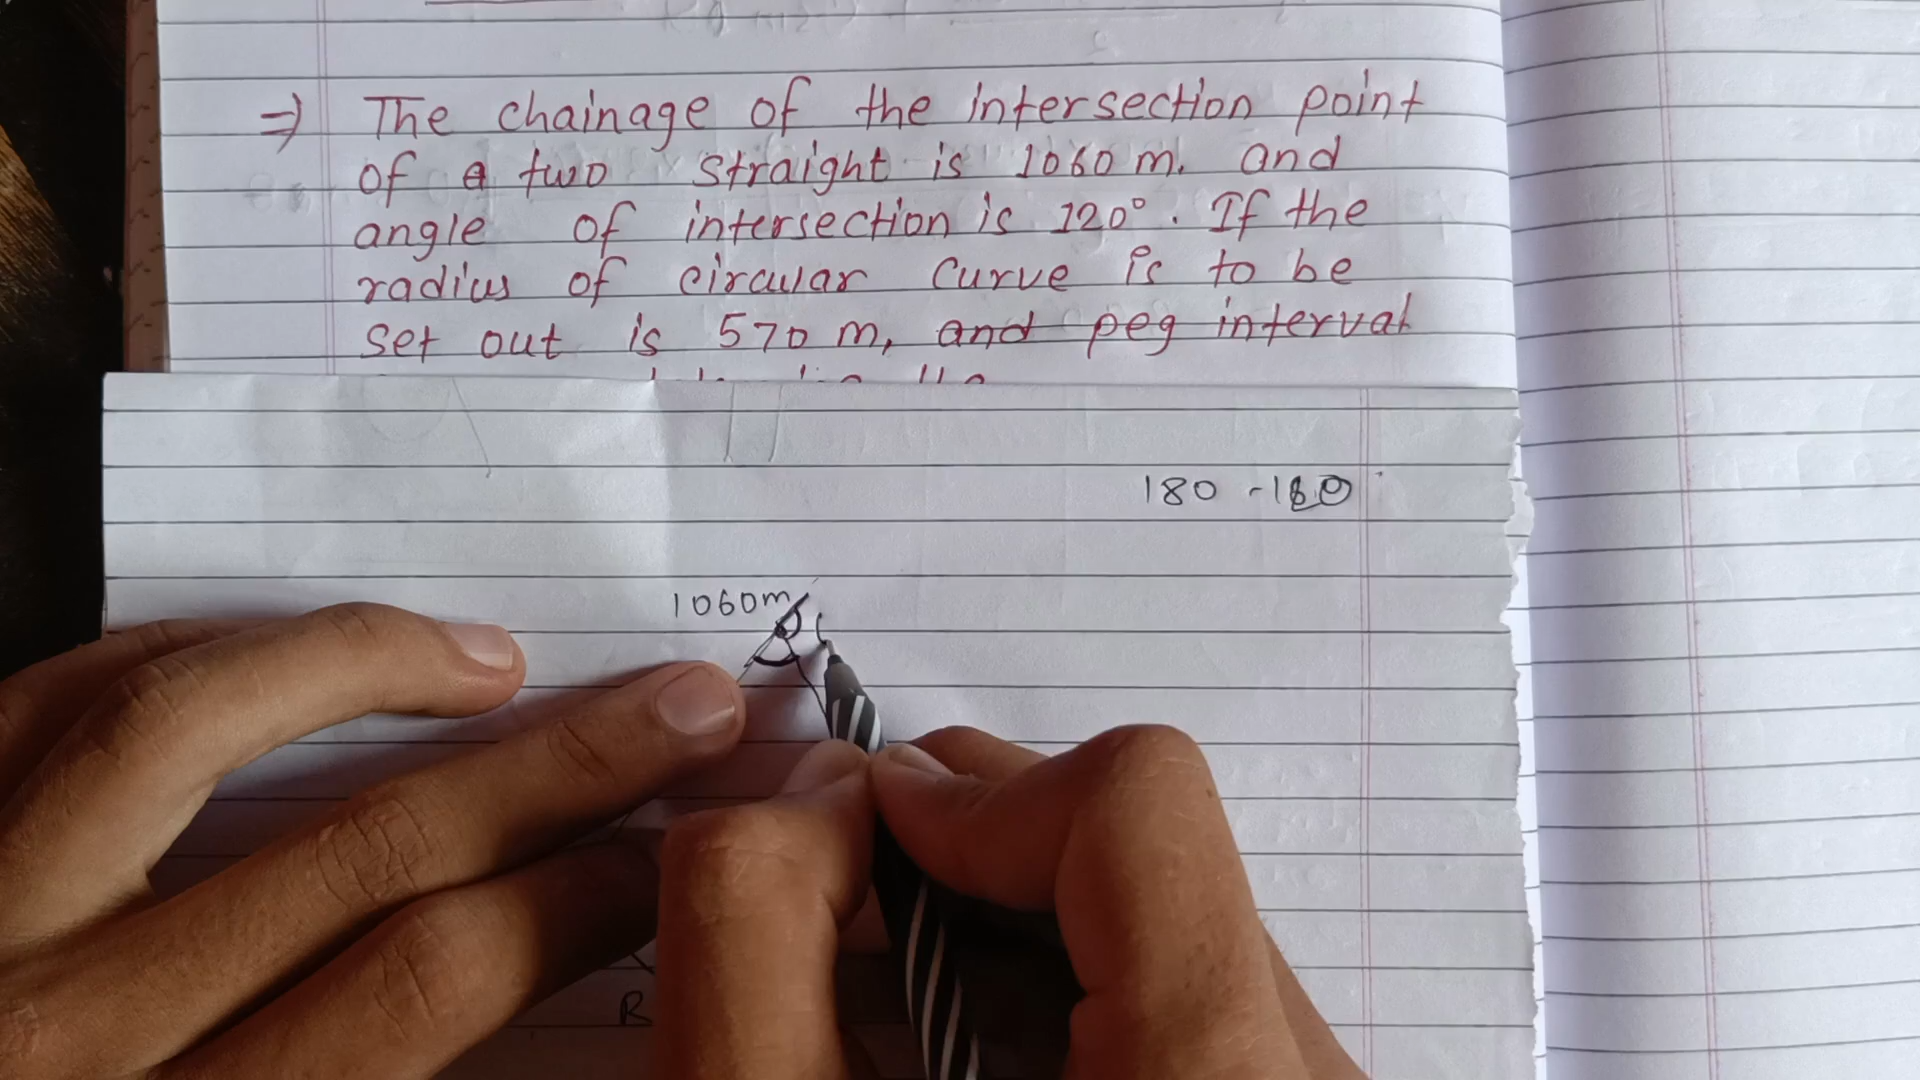 ⇒ The chainage of the intersection point
of a two straight is 1060 m. and
angle of intersection is 120°. If the
radius of circular curve is to be
set out is 570 m, and peg interval
180 - 160
1060m
R